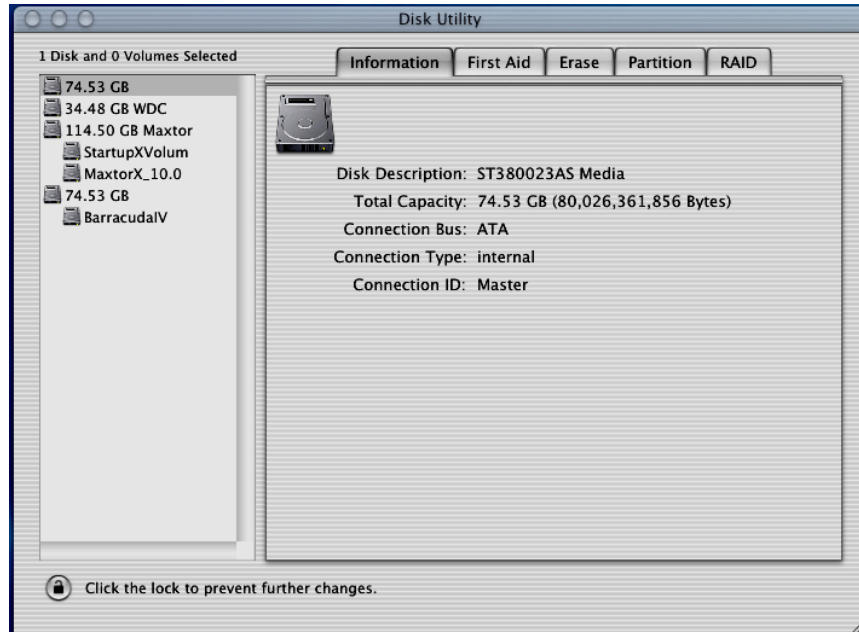 Disk Utility
1 Disk and 0 Volumes Selected
Information First Aid Erase Partition RAID
74.53 GB
34.48 GB WDC
114.50 GB Maxtor
StartupXVolum
MaxtorX_10.0
74.53 GB
BarracudaIV
Disk Description: ST380023AS Media
Total Capacity: 74.53 GB (80,026,361,856 Bytes)
Connection Bus: ATA
Connection Type: internal
Connection ID: Master
Click the lock to prevent further changes.